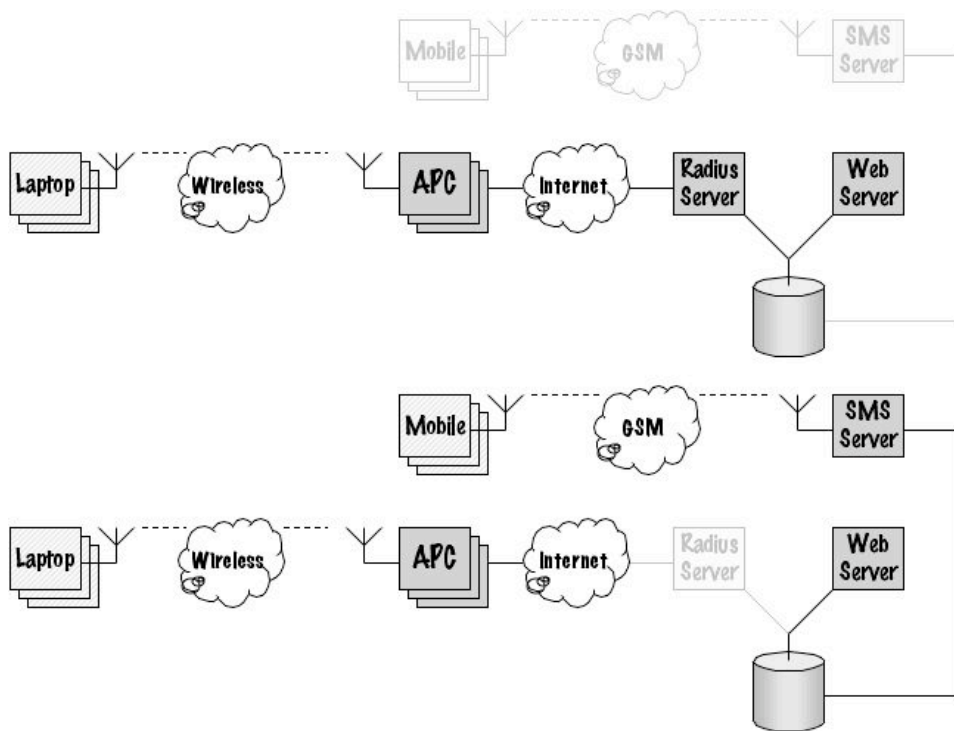 Mobile
GSM
SMS
Server
Laptop
Wireless
APC
Internet
Radius
Server
Web
Server
Mobile
GSM
SMS
Server
Laptop
Wireless
APC
Internet
Radius
Server
Web
Server